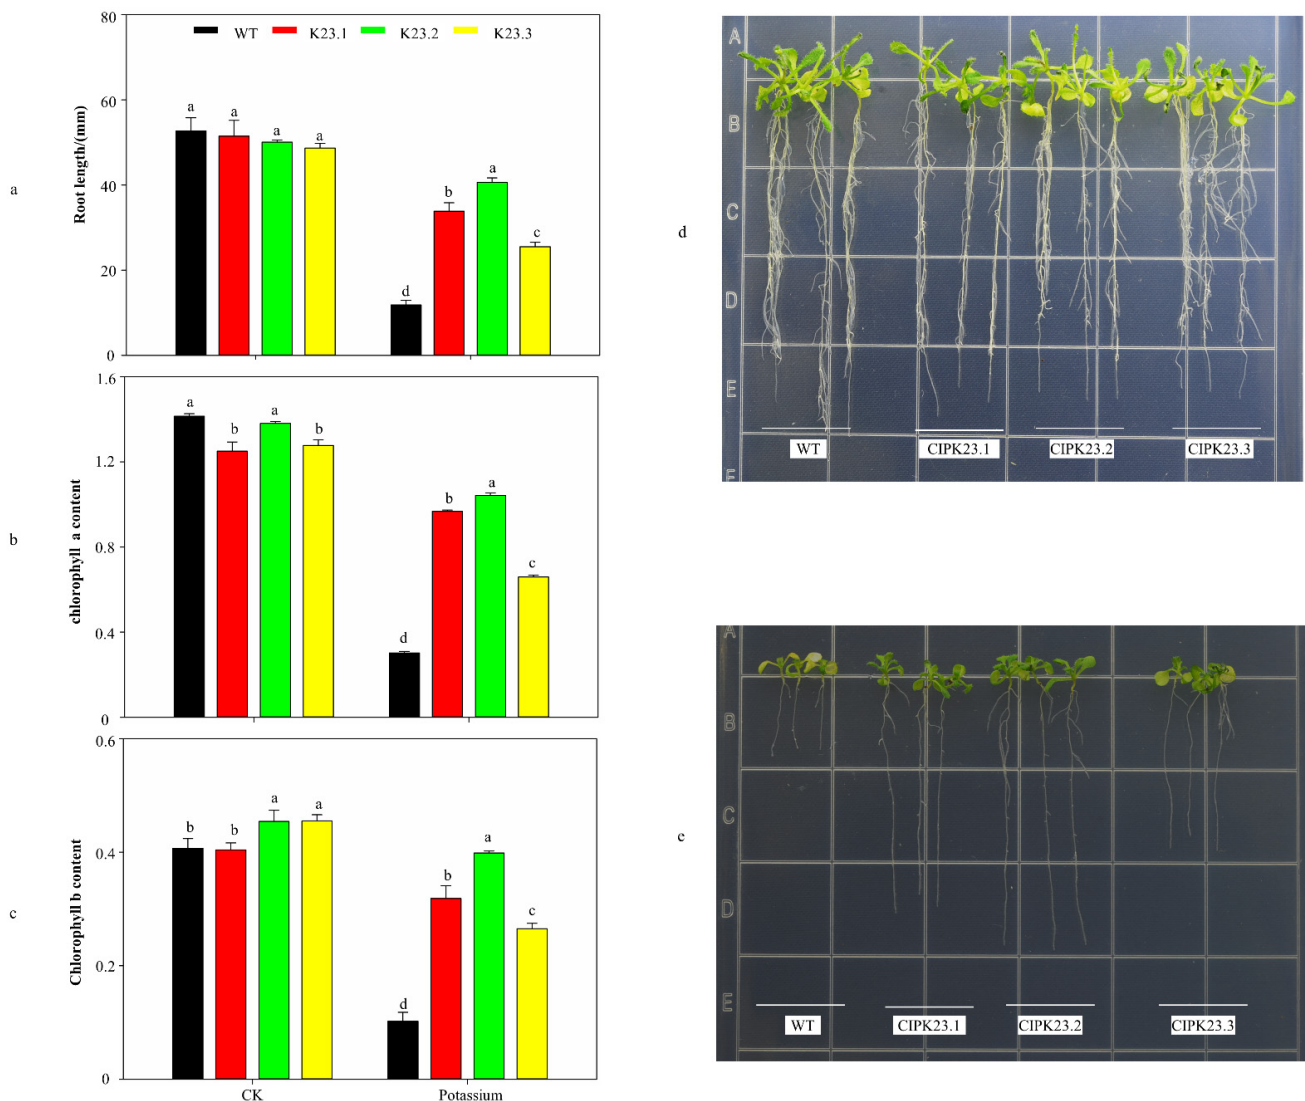 a
80
60
40
20
0
Root length/(mm)
WT K23.1 K23.2 K23.3
a a a a
d b a c
b
1.6
1.2
0.8
0.4
0
chlorophyll a content
a b a b
d b a c
c
0.6
0.4
0.2
0
Chlorophyll b content
b b a a
d b a c
CK Potassium
d
A
B
C
D
E
F
WT CIPK23.1 CIPK23.2 CIPK23.3
e
A
B
C
D
E
WT CIPK23.1 CIPK23.2 CIPK23.3